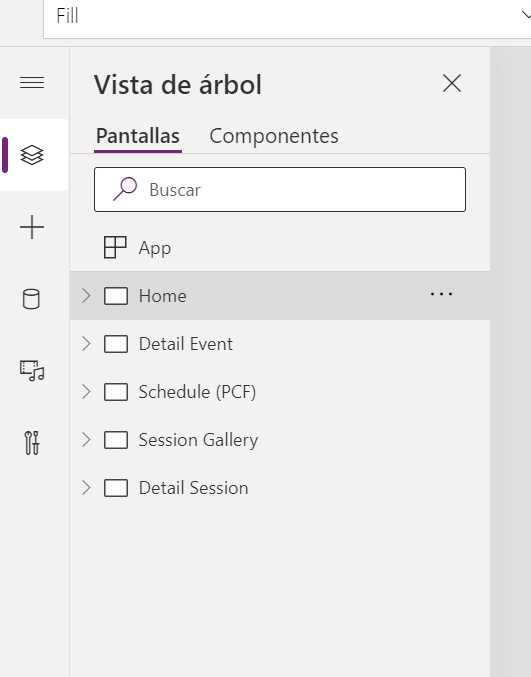 Fill
Vista de árbol
Pantallas Componentes
Buscar
App
Home ...
Detail Event
Schedule (PCF)
Session Gallery
Detail Session